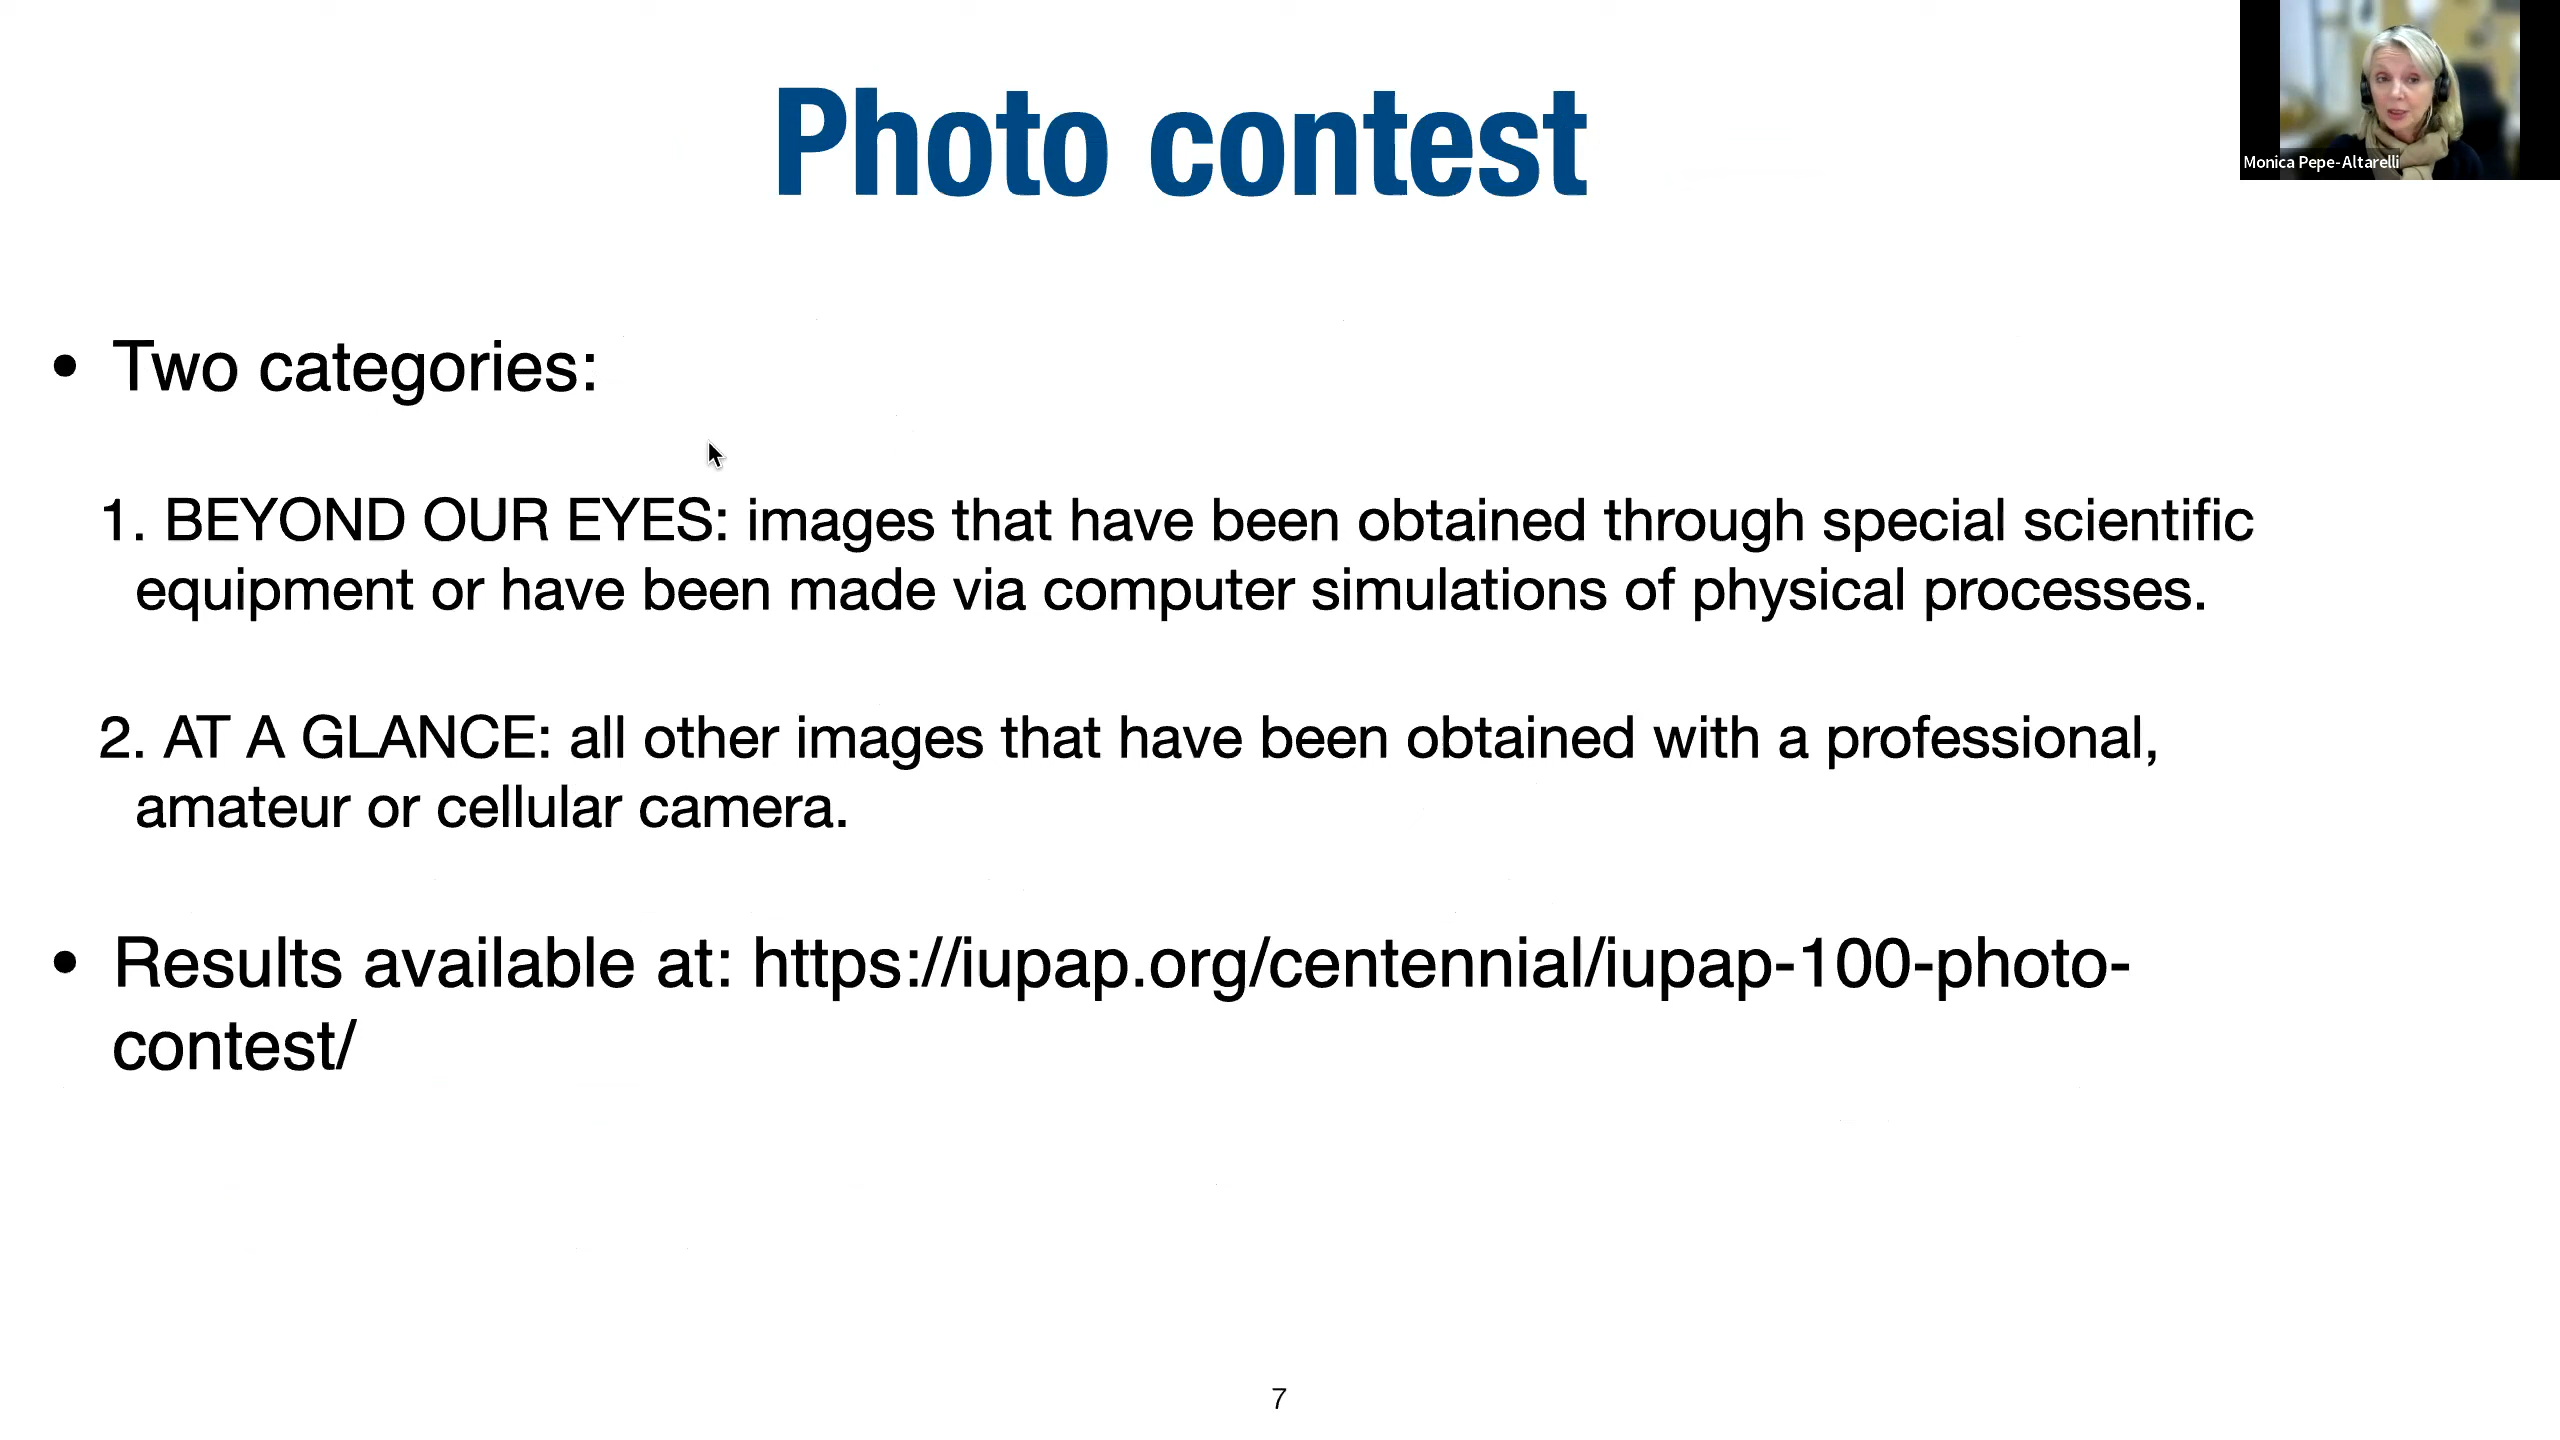 Photo contest
Monica Pepe-Altarelli
• Two categories:
1. BEYOND OUR EYES: images that have been obtained through special scientific
equipment or have been made via computer simulations of physical processes.
2. AT A GLANCE: all other images that have been obtained with a professional,
amateur or cellular camera.
• Results available at: https://iupap.org/centennial/iupap-100-photo-
contest/
7